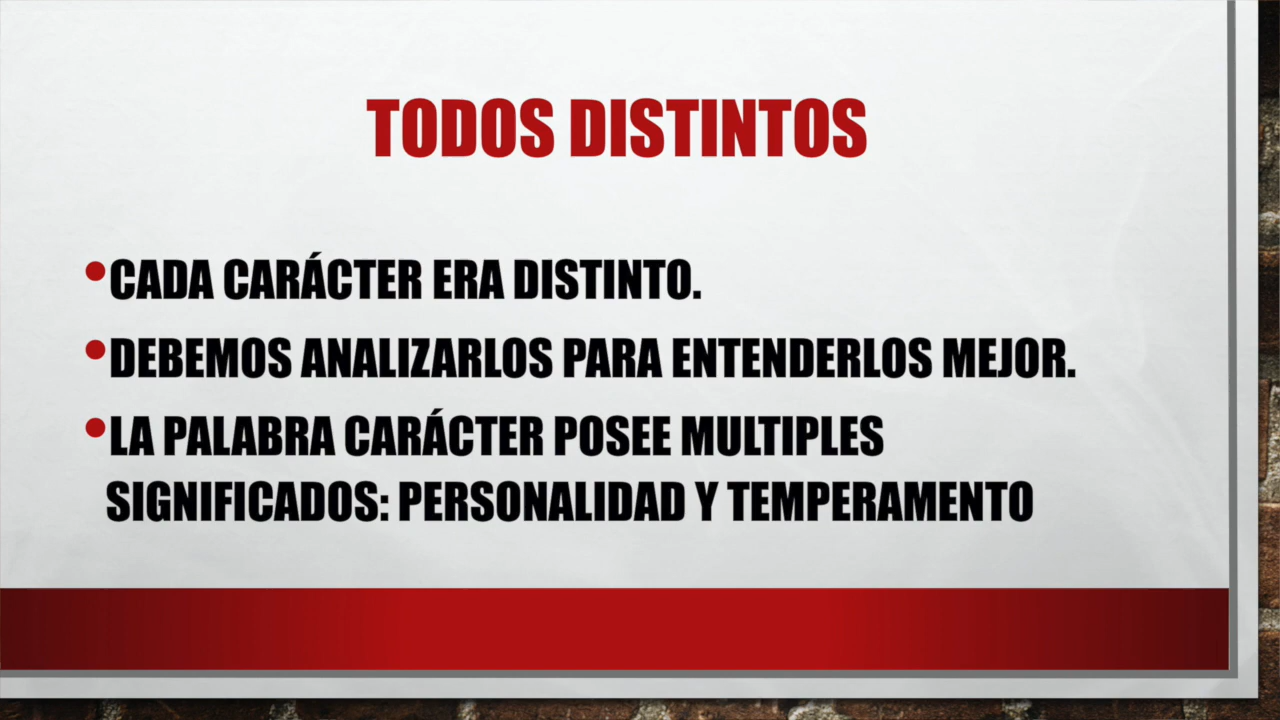 TODOS DISTINTOS
•CADA CARÁCTER ERA DISTINTO.
•DEBEMOS ANALIZARLOS PARA ENTENDERLOS MEJOR.
•LA PALABRA CARÁCTER POSEE MULTIPLES
SIGNIFICADOS: PERSONALIDAD Y TEMPERAMENTO